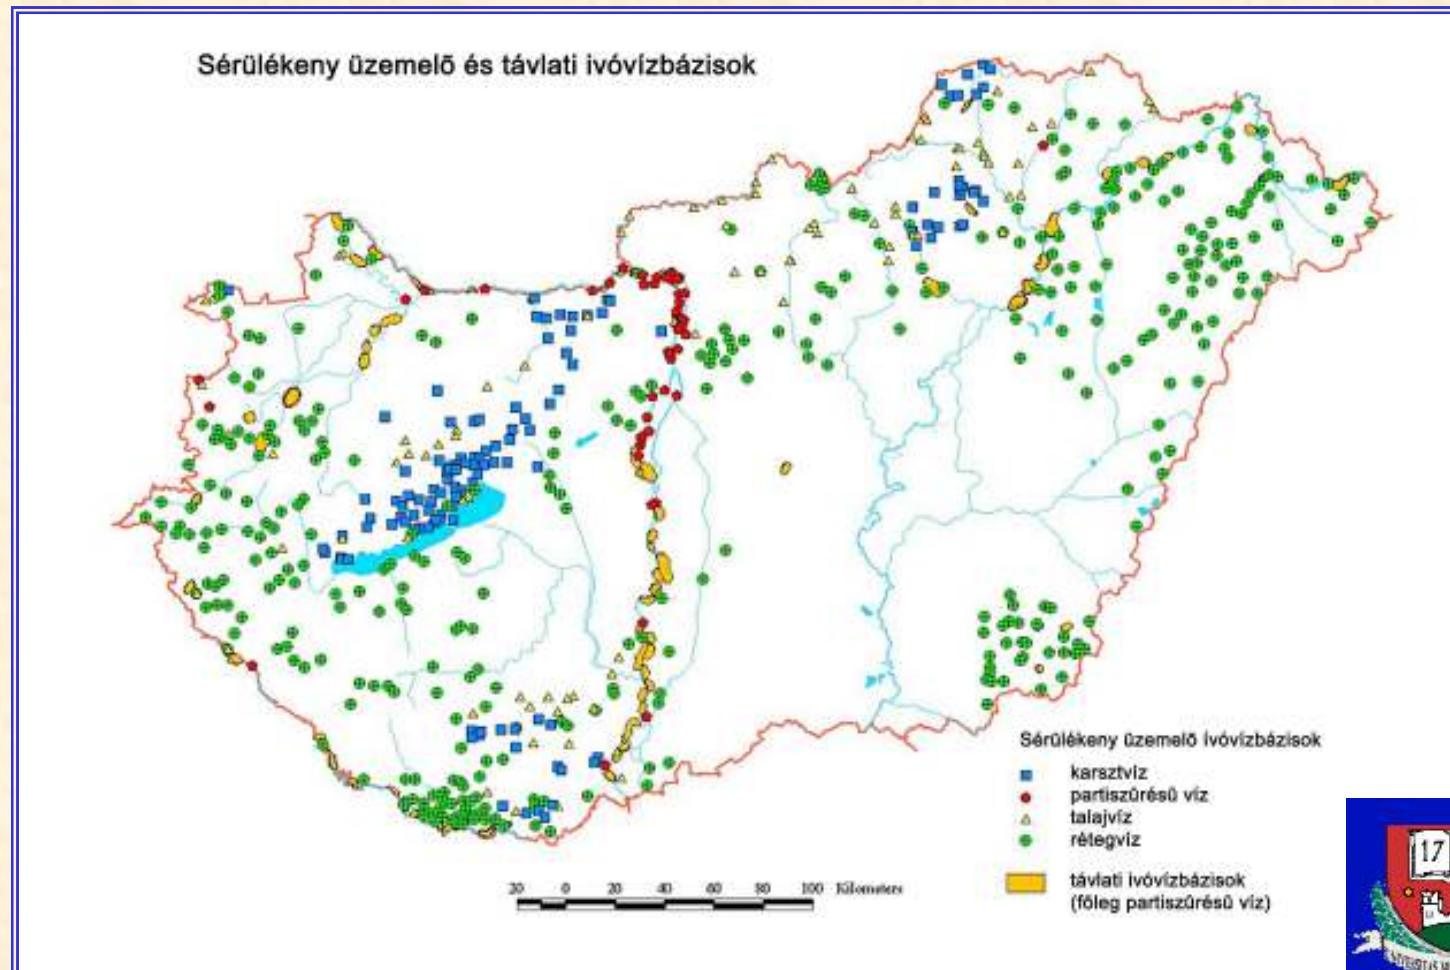 Sérülékeny üzemelő és távlati ivóvízbázisok
Sérülékeny üzemelő ivóvízbázisok
karsztvíz
partiszűrésű víz
talajvíz
rétegvíz
távlati ivóvízbázisok
(főleg partiszűrésű víz)
20 0 20 40 60 80 100 Kilometers
17